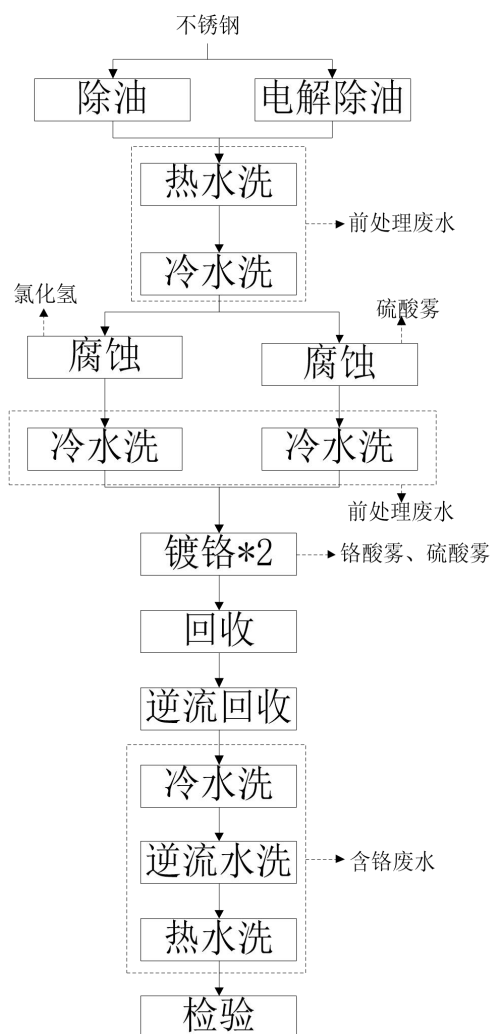 不锈钢
除油
电解除油
热水洗
前处理废水
冷水洗
氯化氢
硫酸雾
腐蚀
腐蚀
冷水洗
冷水洗
前处理废水
镀铬*2
铬酸雾、硫酸雾
回收
逆流回收
冷水洗
逆流水洗
含铬废水
热水洗
检验